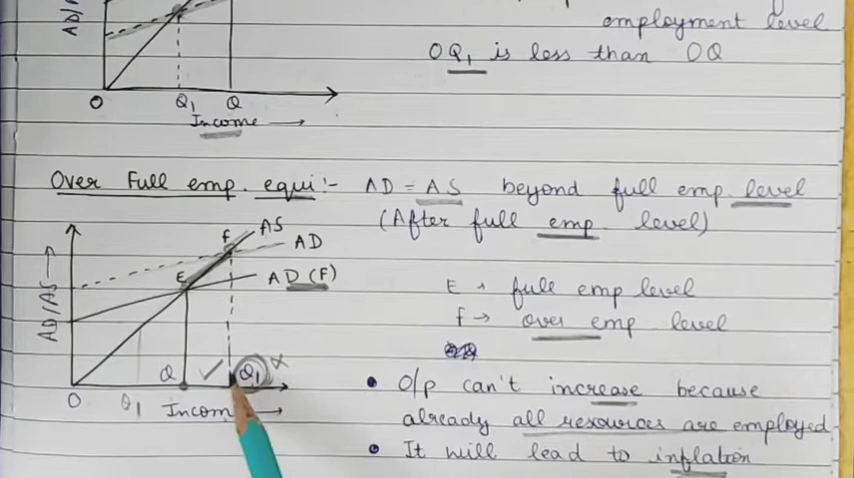 AD/
employment level
OQ1 is less than OQ
O Q1 Q
Income →
Over Full emp. equi:- AD = AS beyond full emp. level
(After full emp level)
F AS
AD
E AD (F)
AD/AS →
E → full emp level
F → over emp level
Q ✓ Q1 ×
O Q1 Incom →
• O/p can't increase because
already all resources are employed
• It will lead to inflation